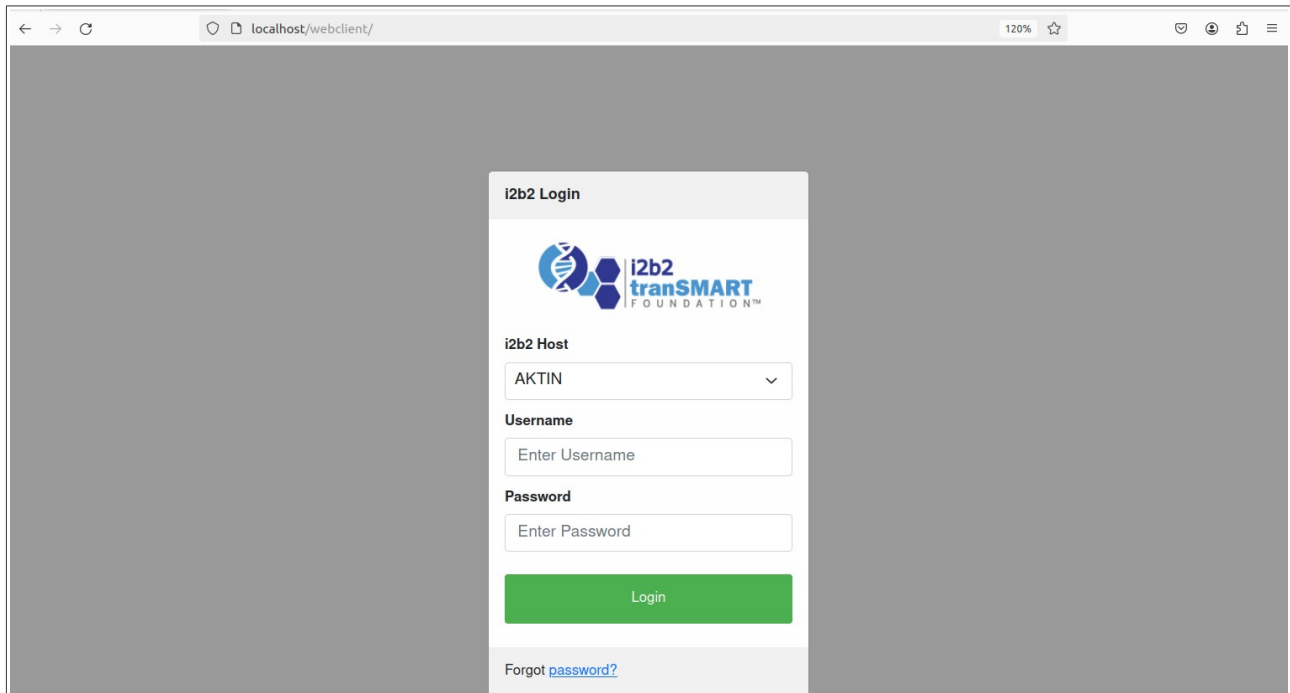 localhost/webclient/
120%
i2b2 Login
i2b2
tranSMART
FOUNDATION™
i2b2 Host
AKTIN
Username
Enter Username
Password
Enter Password
Login
Forgot password?